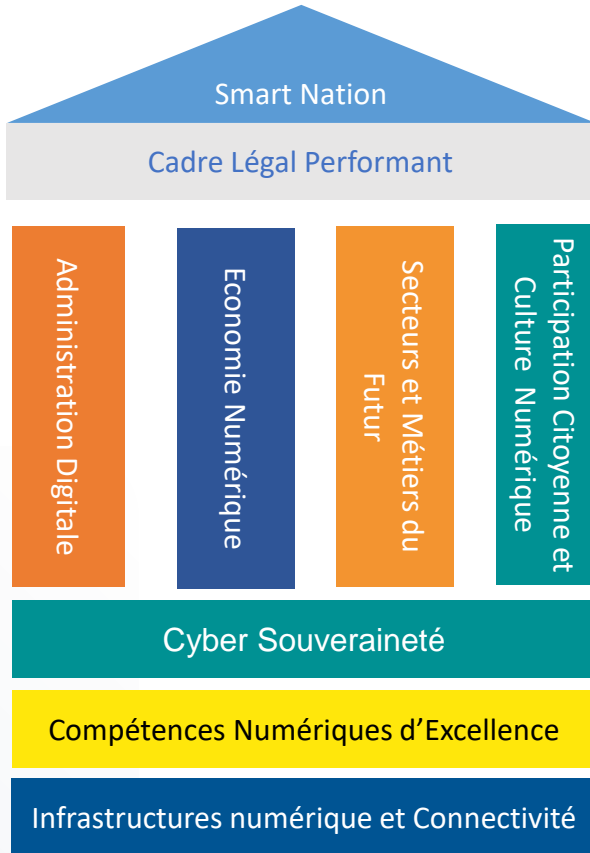 Smart Nation
Cadre Légal Performant
Administration Digitale
Economie Numérique
Secteurs et Métiers du
Futur
Participation Citoyenne et
Culture Numérique
Cyber Souveraineté
Compétences Numériques d’Excellence
Infrastructures numérique et Connectivité